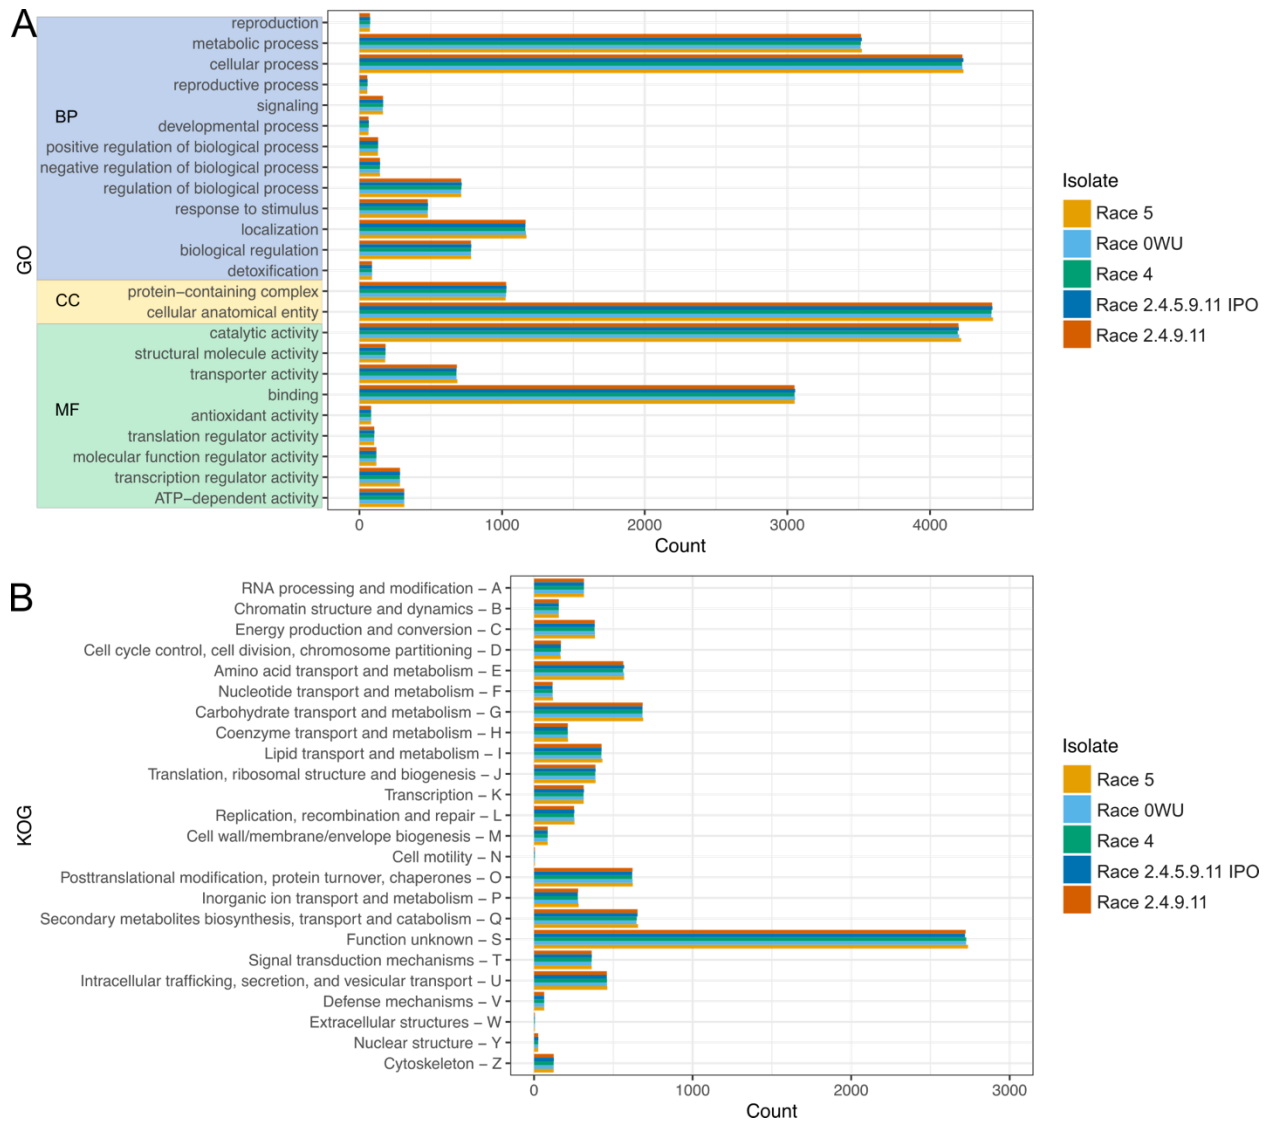 A
reproduction
metabolic process
cellular process
reproductive process
signaling
developmental process
BP
positive regulation of biological process
negative regulation of biological process
regulation of biological process
response to stimulus
localization
biological regulation
detoxification
GO
protein−containing complex
CC
cellular anatomical entity
catalytic activity
structural molecule activity
transporter activity
binding
MF
antioxidant activity
translation regulator activity
molecular function regulator activity
transcription regulator activity
ATP−dependent activity
0 1000 2000 3000 4000
Count
Isolate
Race 5
Race 0WU
Race 4
Race 2.4.5.9.11 IPO
Race 2.4.9.11
B
RNA processing and modification − A
Chromatin structure and dynamics − B
Energy production and conversion − C
Cell cycle control, cell division, chromosome partitioning − D
Amino acid transport and metabolism − E
Nucleotide transport and metabolism − F
Carbohydrate transport and metabolism − G
Coenzyme transport and metabolism − H
Lipid transport and metabolism − I
Translation, ribosomal structure and biogenesis − J
Transcription − K
Replication, recombination and repair − L
KOG
Cell wall/membrane/envelope biogenesis − M
Cell motility − N
Posttranslational modification, protein turnover, chaperones − O
Inorganic ion transport and metabolism − P
Secondary metabolites biosynthesis, transport and catabolism − Q
Function unknown − S
Signal transduction mechanisms − T
Intracellular trafficking, secretion, and vesicular transport − U
Defense mechanisms − V
Extracellular structures − W
Nuclear structure − Y
Cytoskeleton − Z
0 1000 2000 3000
Count
Isolate
Race 5
Race 0WU
Race 4
Race 2.4.5.9.11 IPO
Race 2.4.9.11